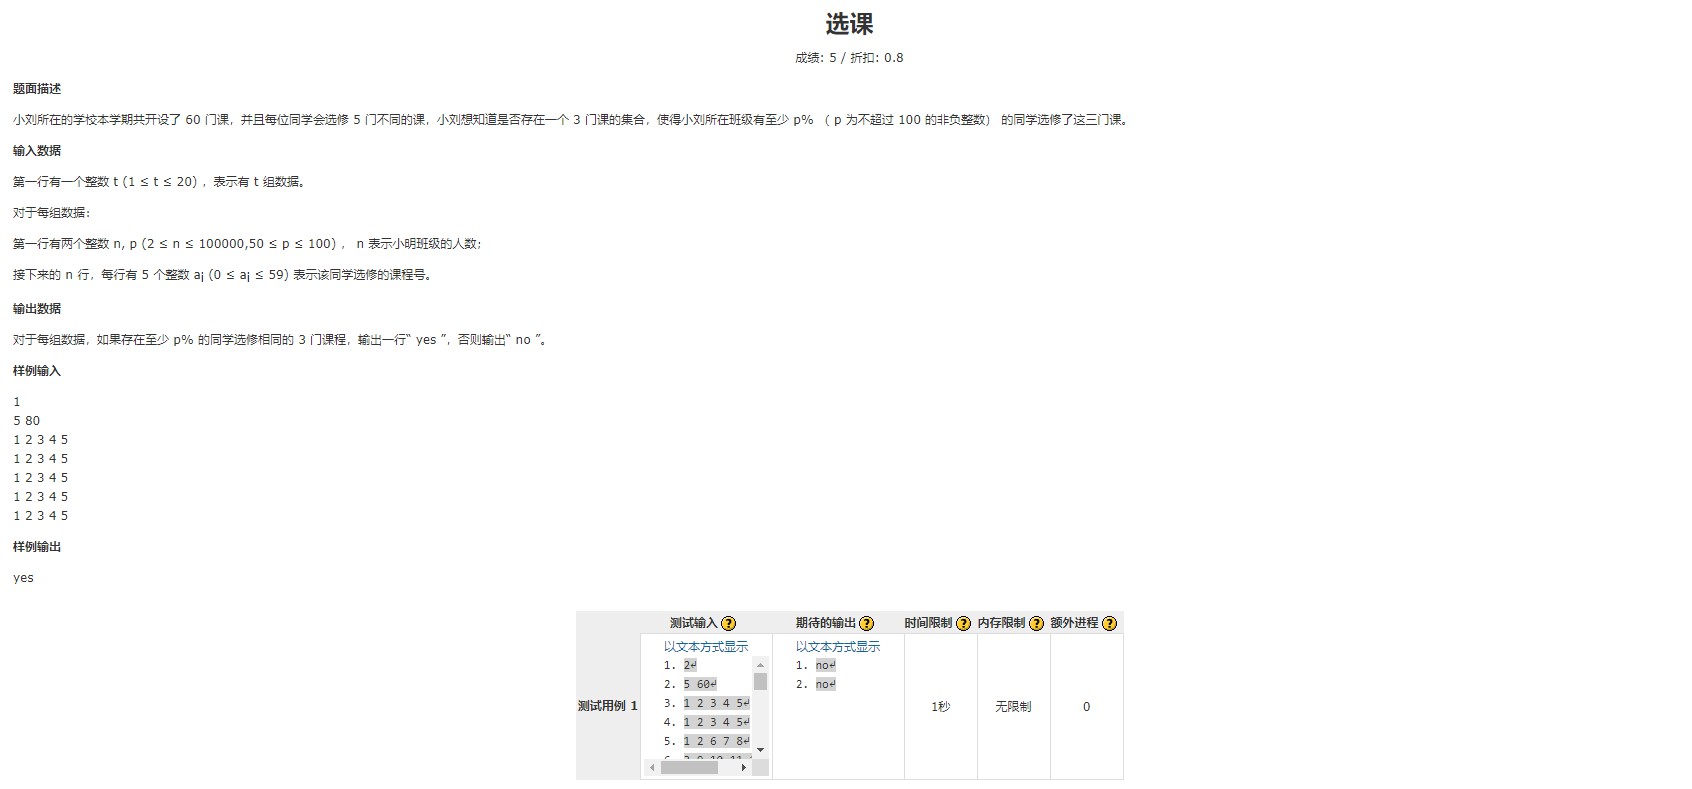 选课
成绩: 5 / 折扣: 0.8
题面描述
小刘所在的学校本学期共开设了 60 门课，并且每位同学会选修 5 门不同的课，小刘想知道是否存在一个 3 门课的集合，使得小刘所在班级有至少 p% （ p 为不超过 100 的非负整数） 的同学选修了这三门课。
输入数据
第一行有一个整数 t (1 ≤ t ≤ 20) ，表示有 t 组数据。
对于每组数据：
第一行有两个整数 n, p (2 ≤ n ≤ 100000,50 ≤ p ≤ 100) ， n 表示小明班级的人数；
接下来的 n 行，每行有 5 个整数 ai (0 ≤ ai ≤ 59) 表示该同学选修的课程号。
输出数据
对于每组数据，如果存在至少 p% 的同学选修相同的 3 门课程，输出一行“ yes ”，否则输出“ no ”。
样例输入
1
5 80
1 2 3 4 5
1 2 3 4 5
1 2 3 4 5
1 2 3 4 5
1 2 3 4 5
样例输出
yes
测试输入 ? 期待的输出 ? 时间限制 ? 内存限制 ? 额外进程 ?
测试用例 1
以文本方式显示
1. 2↵
2. 5 60↵
3. 1 2 3 4 5↵
4. 1 2 3 4 5↵
5. 1 2 6 7 8↵
以文本方式显示
1. no↵
2. no↵
1秒
无限制
0